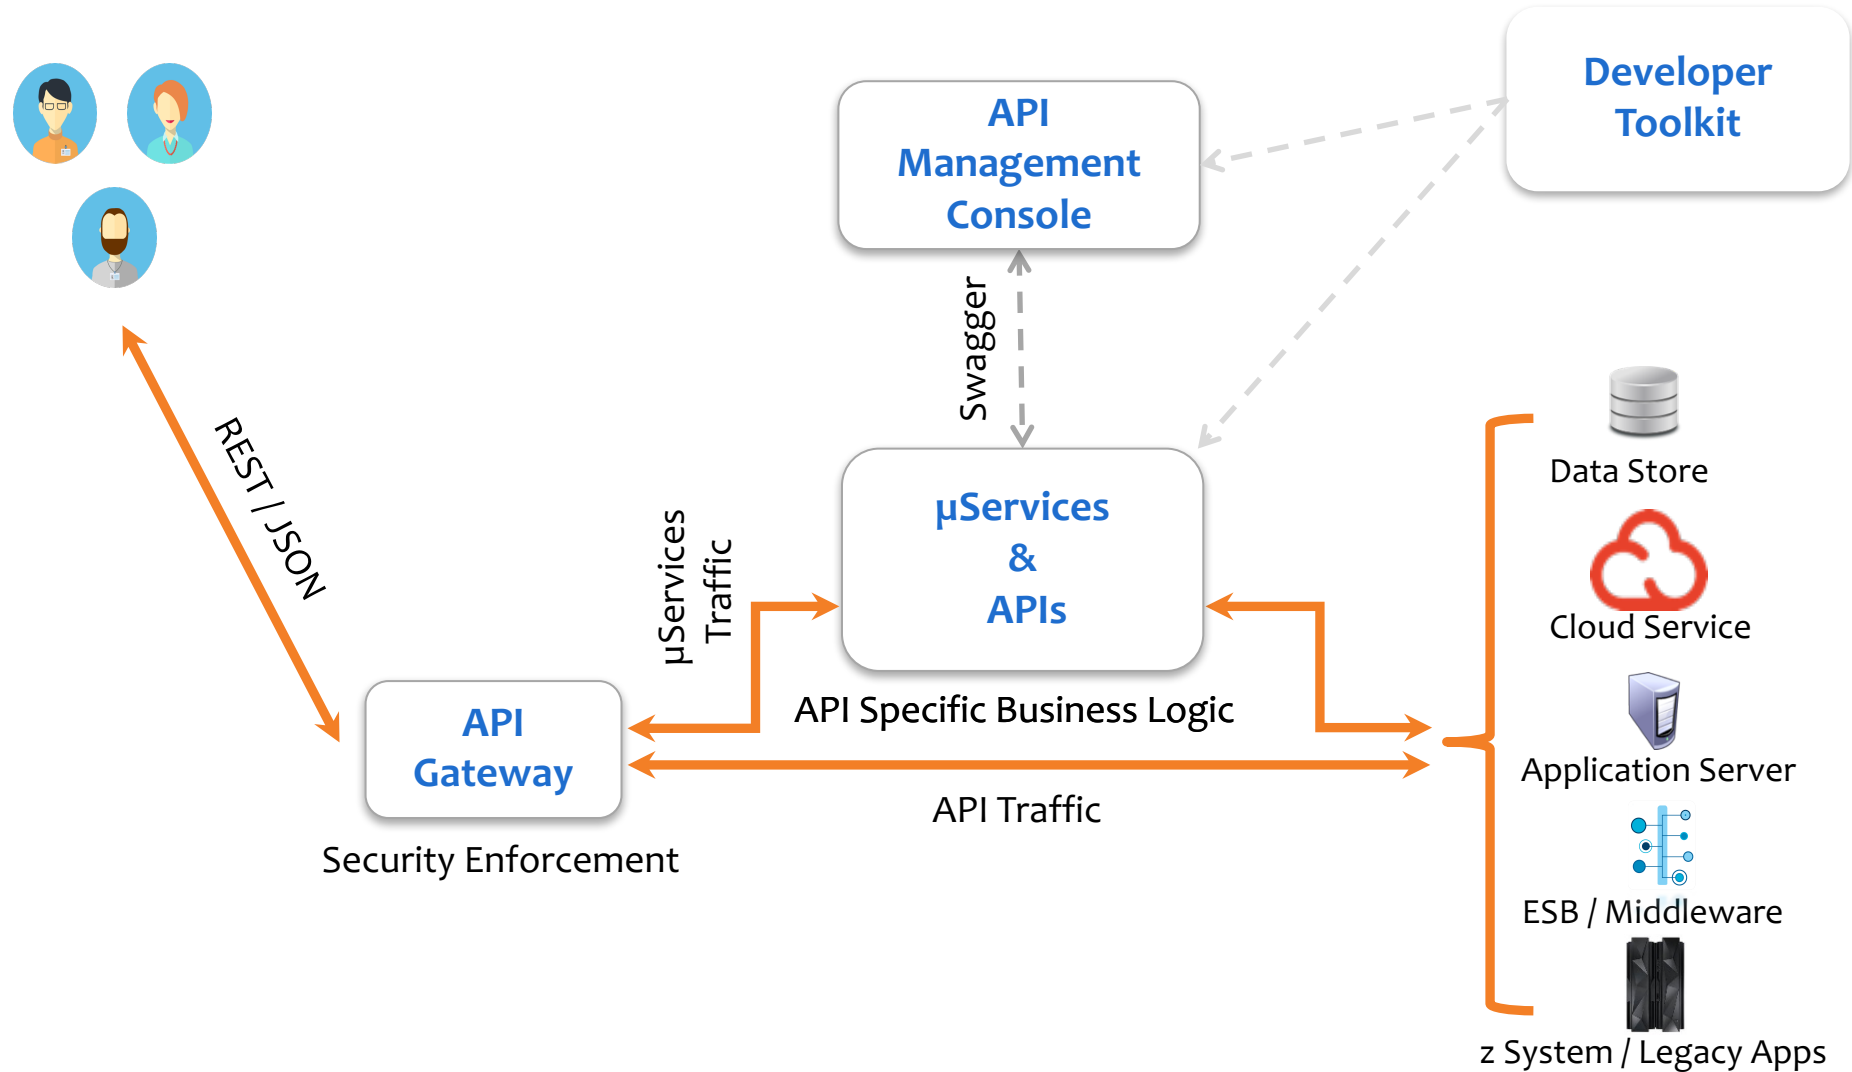 Developer
Toolkit
API
Management
Console
Swagger
REST / JSON
µServices
Traffic
µServices
&
APIs
API Specific Business Logic
API
Gateway
Security Enforcement
API Traffic
Data Store
Cloud Service
Application Server
ESB / Middleware
z System / Legacy Apps